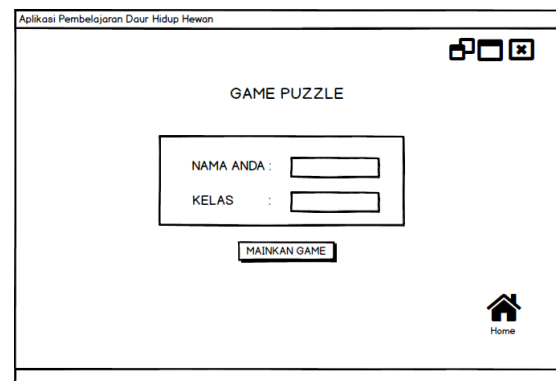 Aplikasi Pembelajaran Daur Hidup Hewan
GAME PUZZLE
NAMA ANDA :
KELAS :
MAINKAN GAME
Home